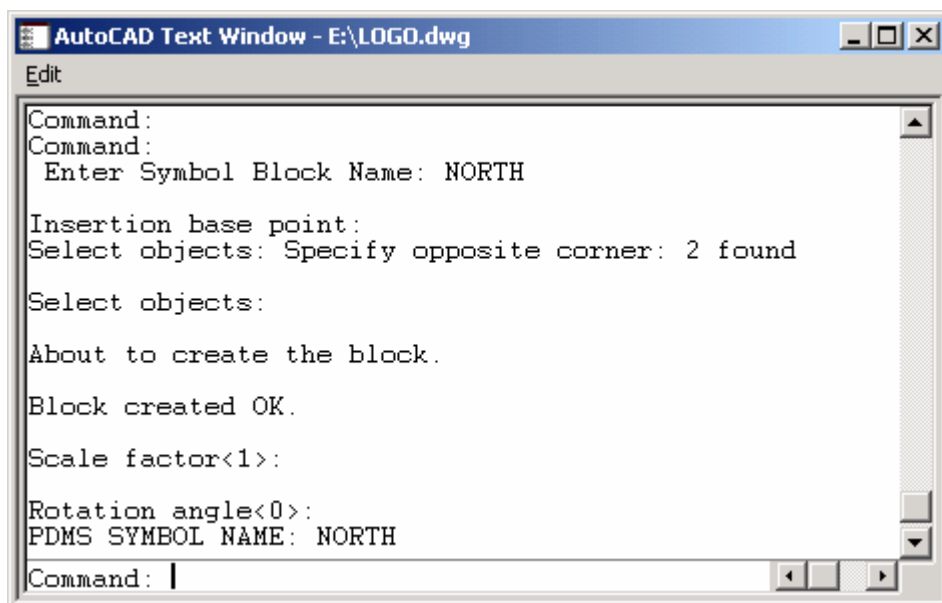 AutoCAD Text Window - E:\LOGO.dwg
Edit
Command:
Command:
Enter Symbol Block Name: NORTH
Insertion base point:
Select objects: Specify opposite corner: 2 found
Select objects:
About to create the block.
Block created OK.
Scale factor<1>:
Rotation angle<0>:
PDMS SYMBOL NAME: NORTH
Command: